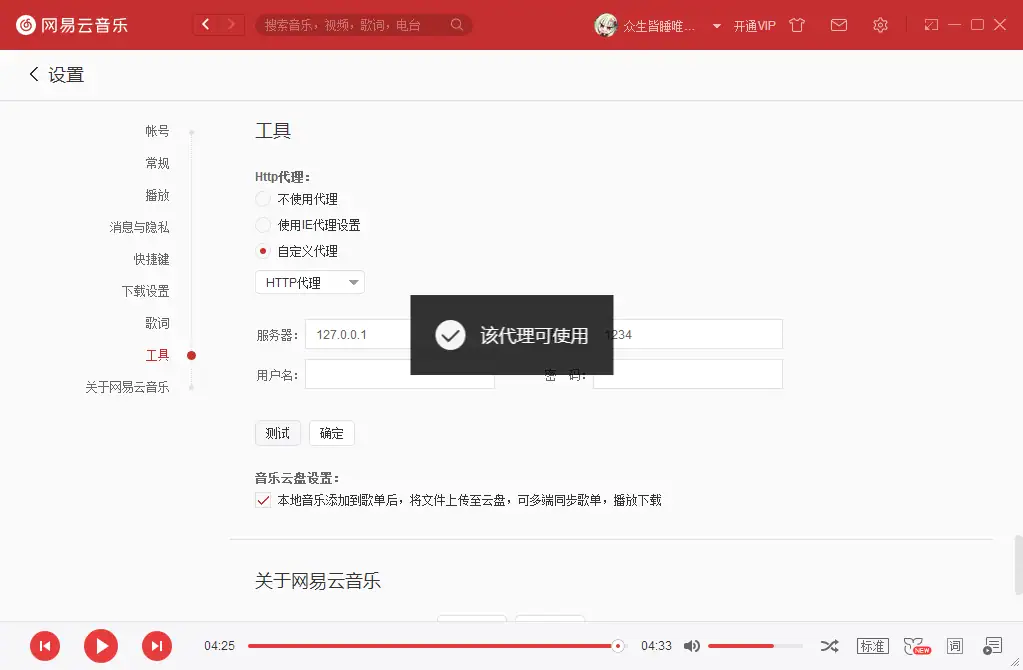 网易云音乐
搜索音乐，视频，歌词，电台
众生皆睡唯...
开通VIP
设置
帐号
常规
播放
消息与隐私
快捷键
下载设置
歌词
工具
关于网易云音乐
工具
Http代理：
不使用代理
使用IE代理设置
自定义代理
HTTP代理
服务器：
127.0.0.1
该代理可使用
1234
用户名：
密 码：
测试
确定
音乐云盘设置：
本地音乐添加到歌单后，将文件上传至云盘，可多端同步歌单，播放下载
关于网易云音乐
04:25
04:33
标准
NEW
词